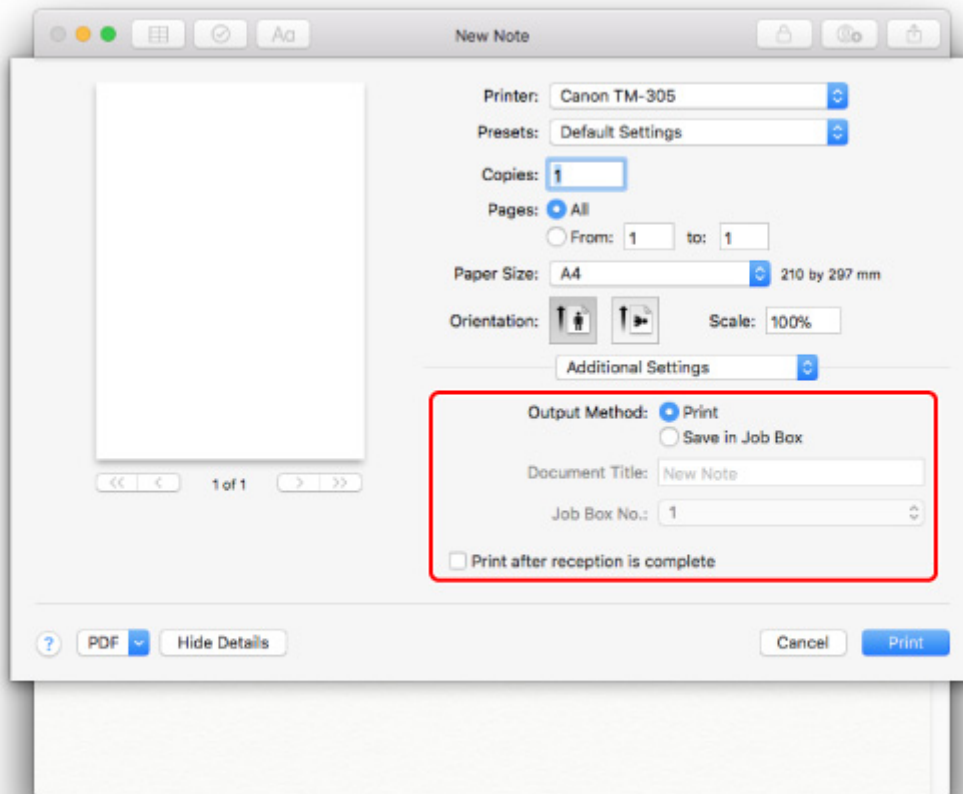 Aa
New Note
Printer: Canon TM-305
Presets: Default Settings
Copies: 1
Pages: All
From: 1 to: 1
Paper Size: A4 210 by 297 mm
Orientation: Scale: 100%
Additional Settings
Output Method: Print
Save in Job Box
Document Title: New Note
Job Box No.: 1
Print after reception is complete
<< < 1 of 1 > >>
? PDF Hide Details Cancel Print